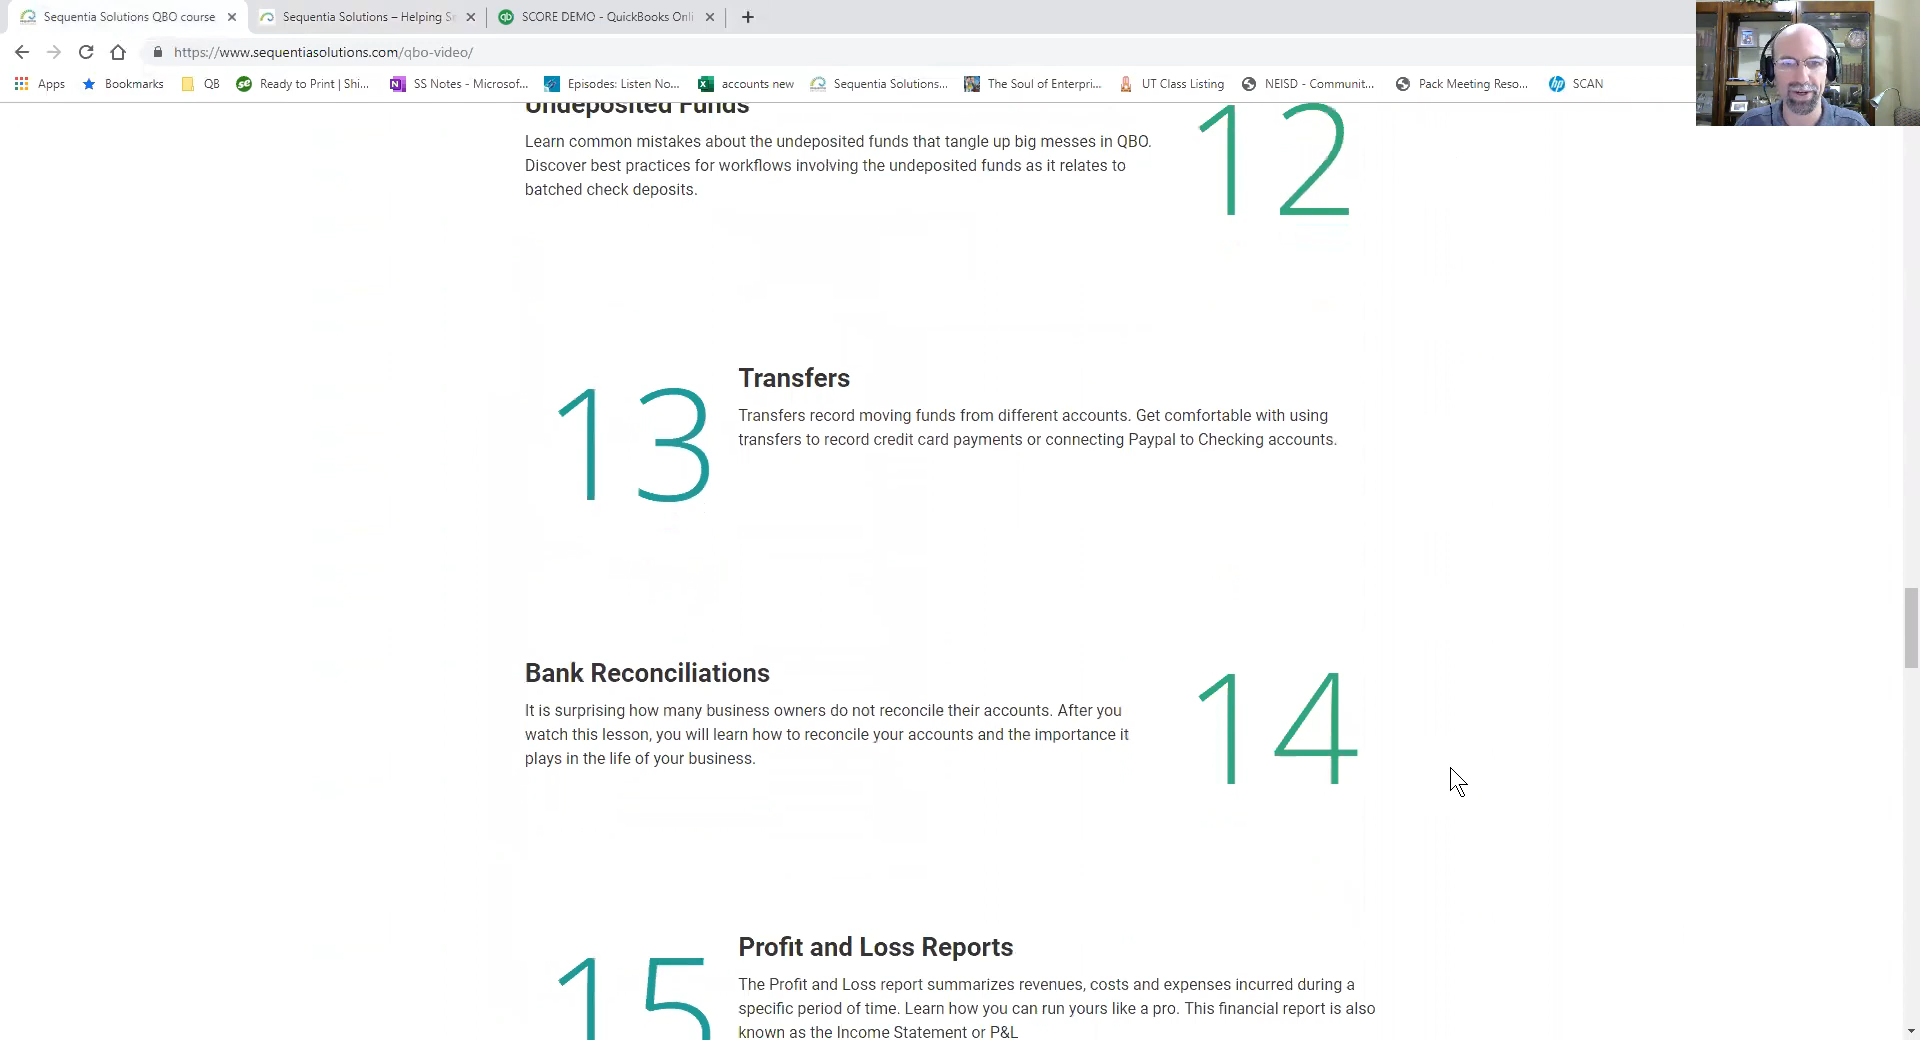 Sequentia Solutions QBO course
Sequentia Solutions – Helping Se
SCORE DEMO - QuickBooks Onli
https://www.sequentiasolutions.com/qbo-video/
Apps
Bookmarks
QB
Ready to Print | Shi...
SS Notes - Microsof...
Episodes: Listen No...
accounts new
Sequentia Solutions...
The Soul of Enterpri...
UT Class Listing
NEISD - Communit...
Pack Meeting Reso...
SCAN
Undeposited Funds
Learn common mistakes about the undeposited funds that tangle up big messes in QBO.
Discover best practices for workflows involving the undeposited funds as it relates to
batched check deposits.
12
13
Transfers
Transfers record moving funds from different accounts. Get comfortable with using
transfers to record credit card payments or connecting Paypal to Checking accounts.
Bank Reconciliations
It is surprising how many business owners do not reconcile their accounts. After you
watch this lesson, you will learn how to reconcile your accounts and the importance it
plays in the life of your business.
14
15
Profit and Loss Reports
The Profit and Loss report summarizes revenues, costs and expenses incurred during a
specific period of time. Learn how you can run yours like a pro. This financial report is also
known as the Income Statement or P&L